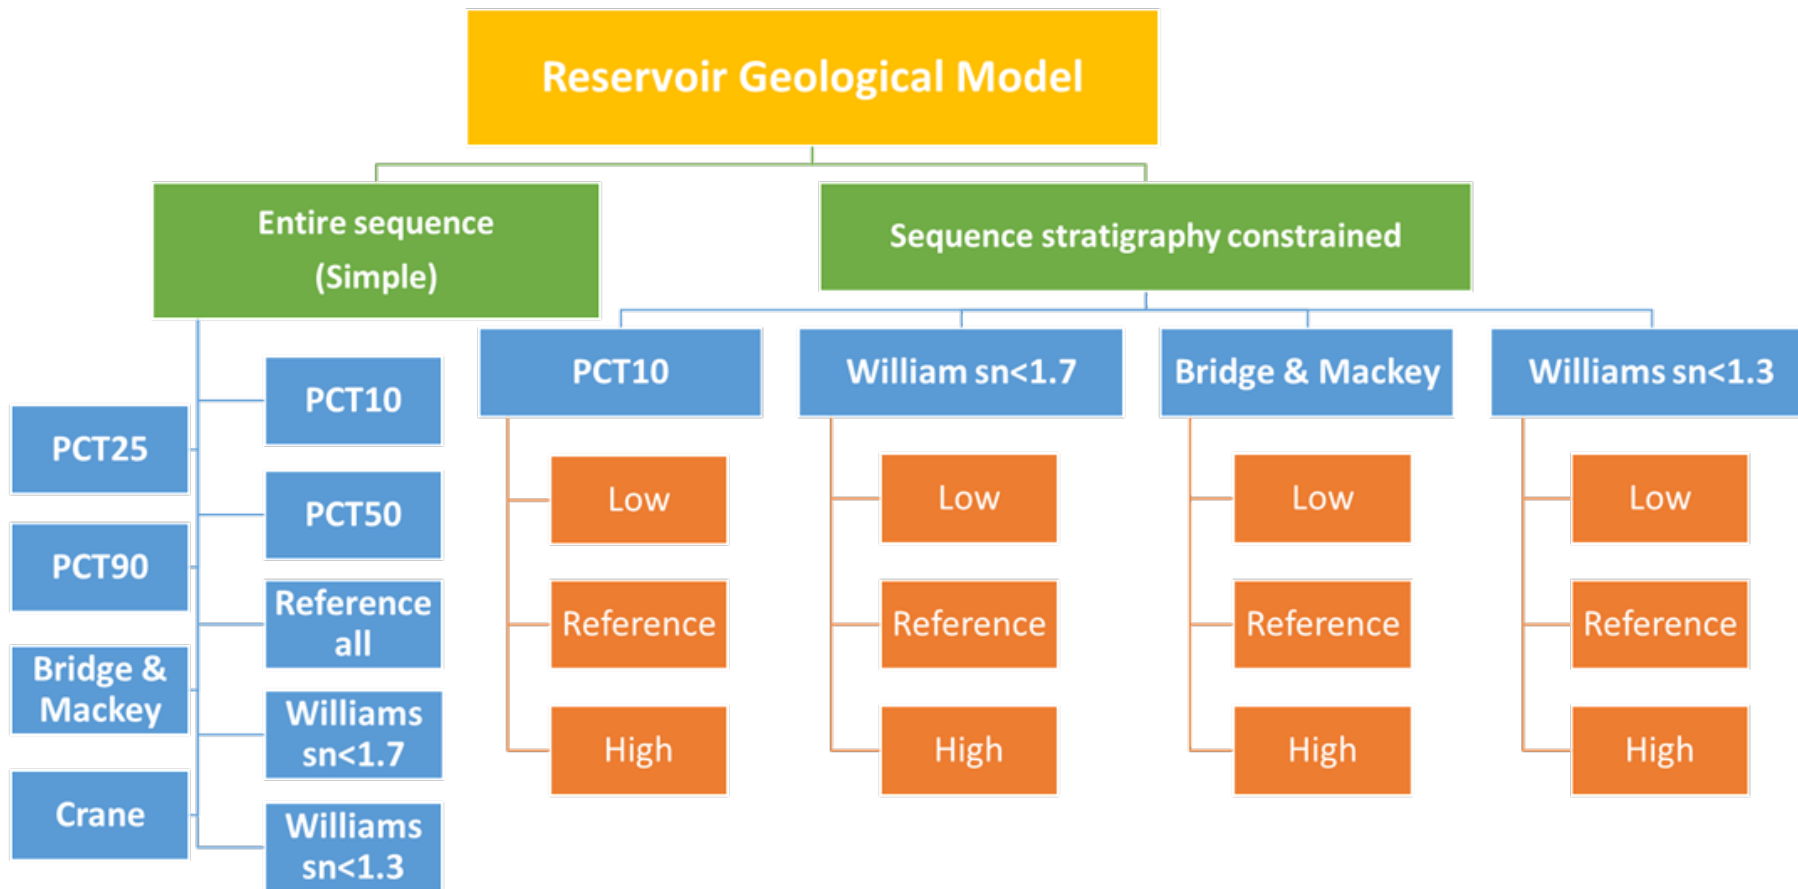 Reservoir Geological Model
Entire sequence
(Simple)
Sequence stratigraphy constrained
PCT10
PCT25
PCT50
PCT90
Reference
all
Bridge &
Mackey
Williams
sn<1.7
Crane
Williams
sn<1.3
PCT10
Low
Reference
High
William sn<1.7
Low
Reference
High
Bridge & Mackey
Low
Reference
High
Williams sn<1.3
Low
Reference
High